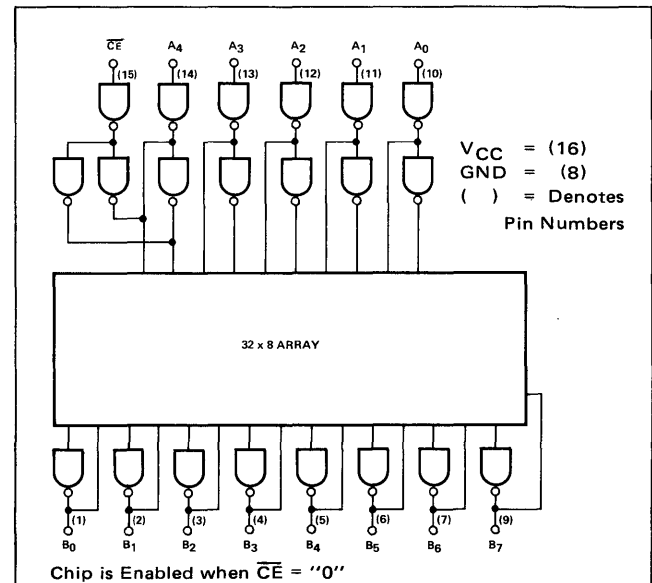 C̅E̅ A4 A3 A2 A1 A0
(15) (14) (13) (12) (11) (10)
VCC = (16)
GND = (8)
( ) = Denotes
Pin Numbers
32 x 8 ARRAY
(1) (2) (3) (4) (5) (6) (7) (9)
B0 B1 B2 B3 B4 B5 B6 B7
Chip is Enabled when C̅E̅ = "0"